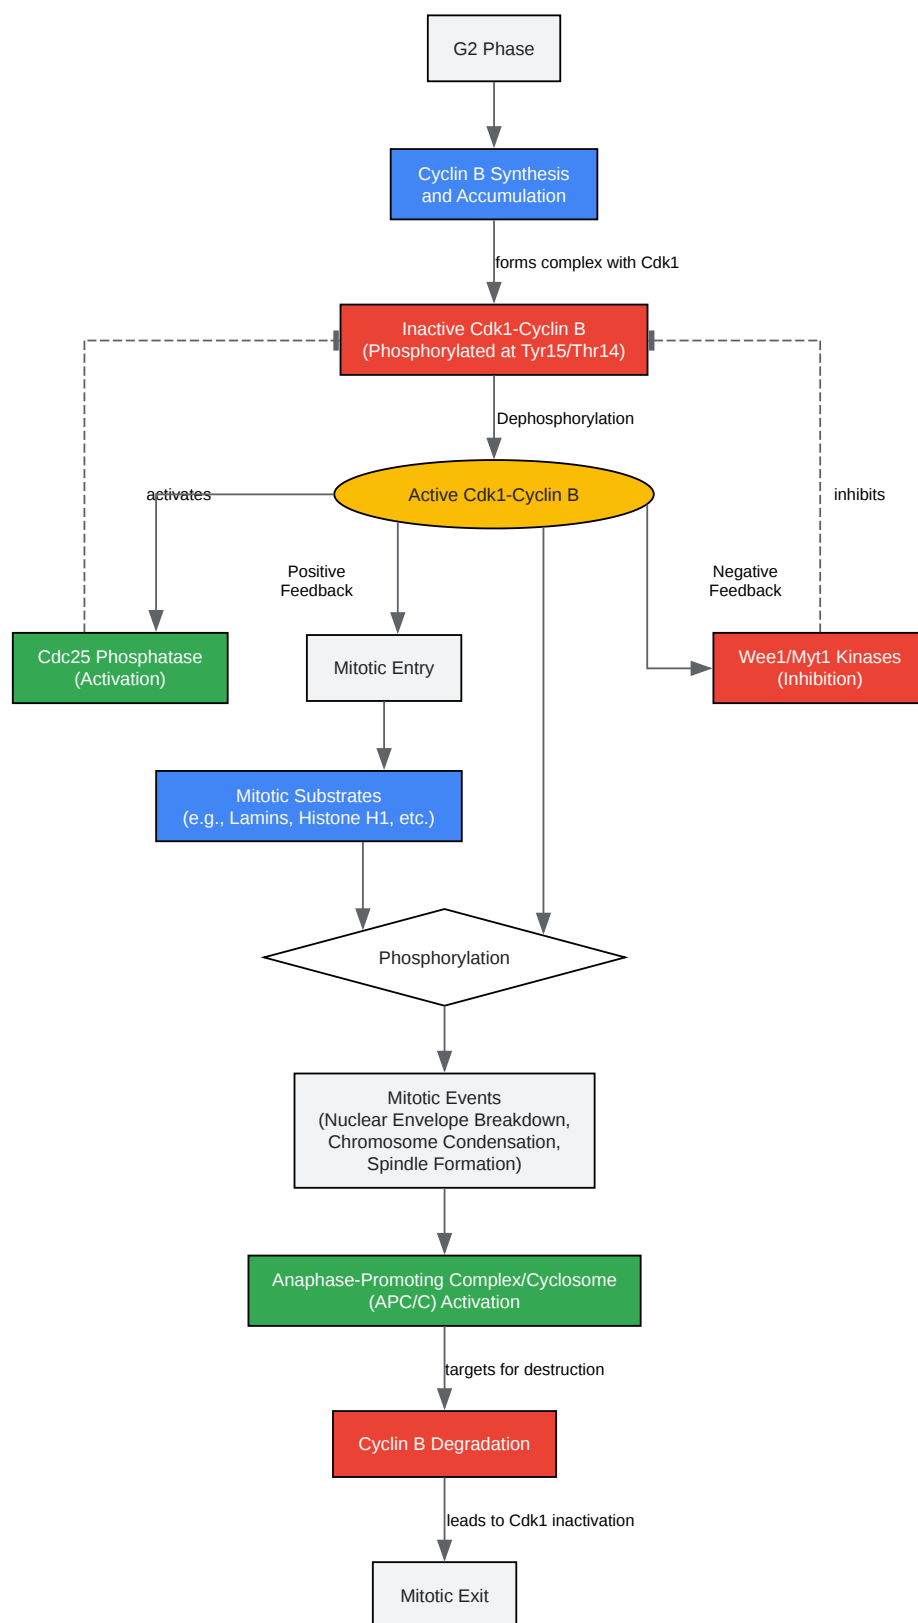 G2 Phase
Cyclin B Synthesis
and Accumulation
forms complex with Cdk1
Inactive Cdk1-Cyclin B
(Phosphorylated at Tyr15/Thr14)
Dephosphorylation
Active Cdk1-Cyclin B
activates
inhibits
Positive
Feedback
Negative
Feedback
Cdc25 Phosphatase
(Activation)
Mitotic Entry
Wee1/Myt1 Kinases
(Inhibition)
Mitotic Substrates
(e.g., Lamins, Histone H1, etc.)
Phosphorylation
Mitotic Events
(Nuclear Envelope Breakdown,
Chromosome Condensation,
Spindle Formation)
Anaphase-Promoting Complex/Cyclosome
(APC/C) Activation
targets for destruction
Cyclin B Degradation
leads to Cdk1 inactivation
Mitotic Exit